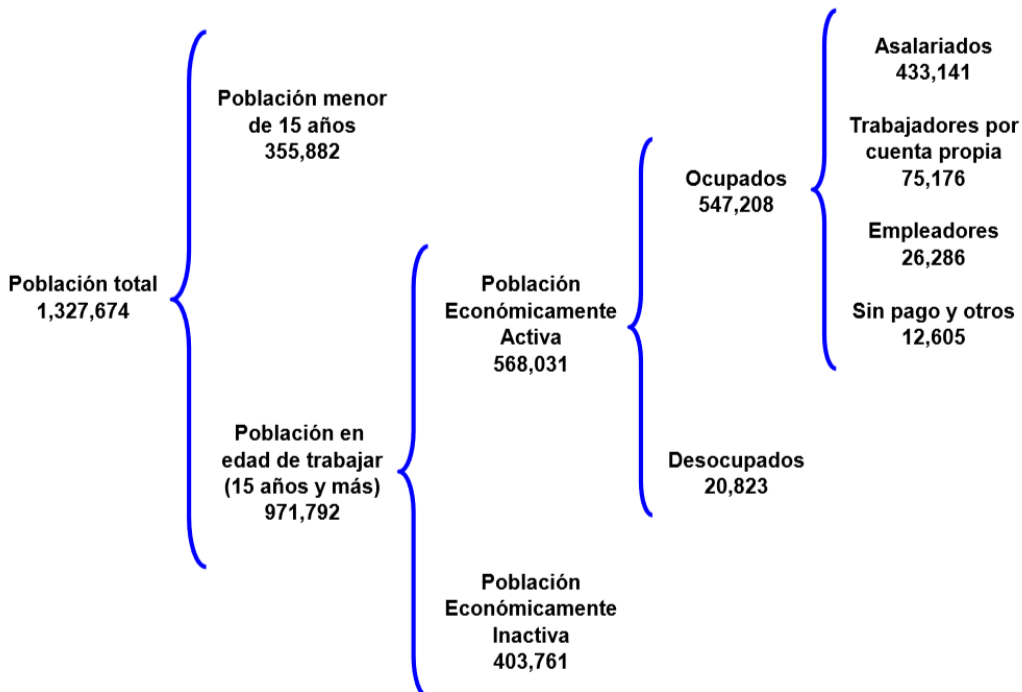 Población total
1,327,674
Población menor
de 15 años
355,882
Población en
edad de trabajar
(15 años y más)
971,792
Población
Económicamente
Activa
568,031
Población
Económicamente
Inactiva
403,761
Ocupados
547,208
Desocupados
20,823
Asalariados
433,141
Trabajadores por
cuenta propia
75,176
Empleadores
26,286
Sin pago y otros
12,605